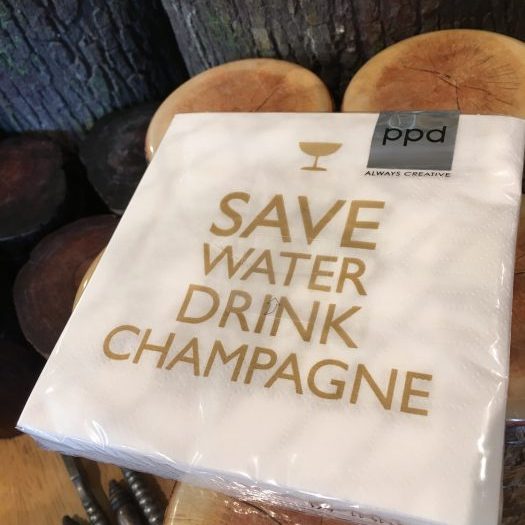 ppd
ALWAYS CREATIVE
SAVE
WATER
DRINK
CHAMPAGNE